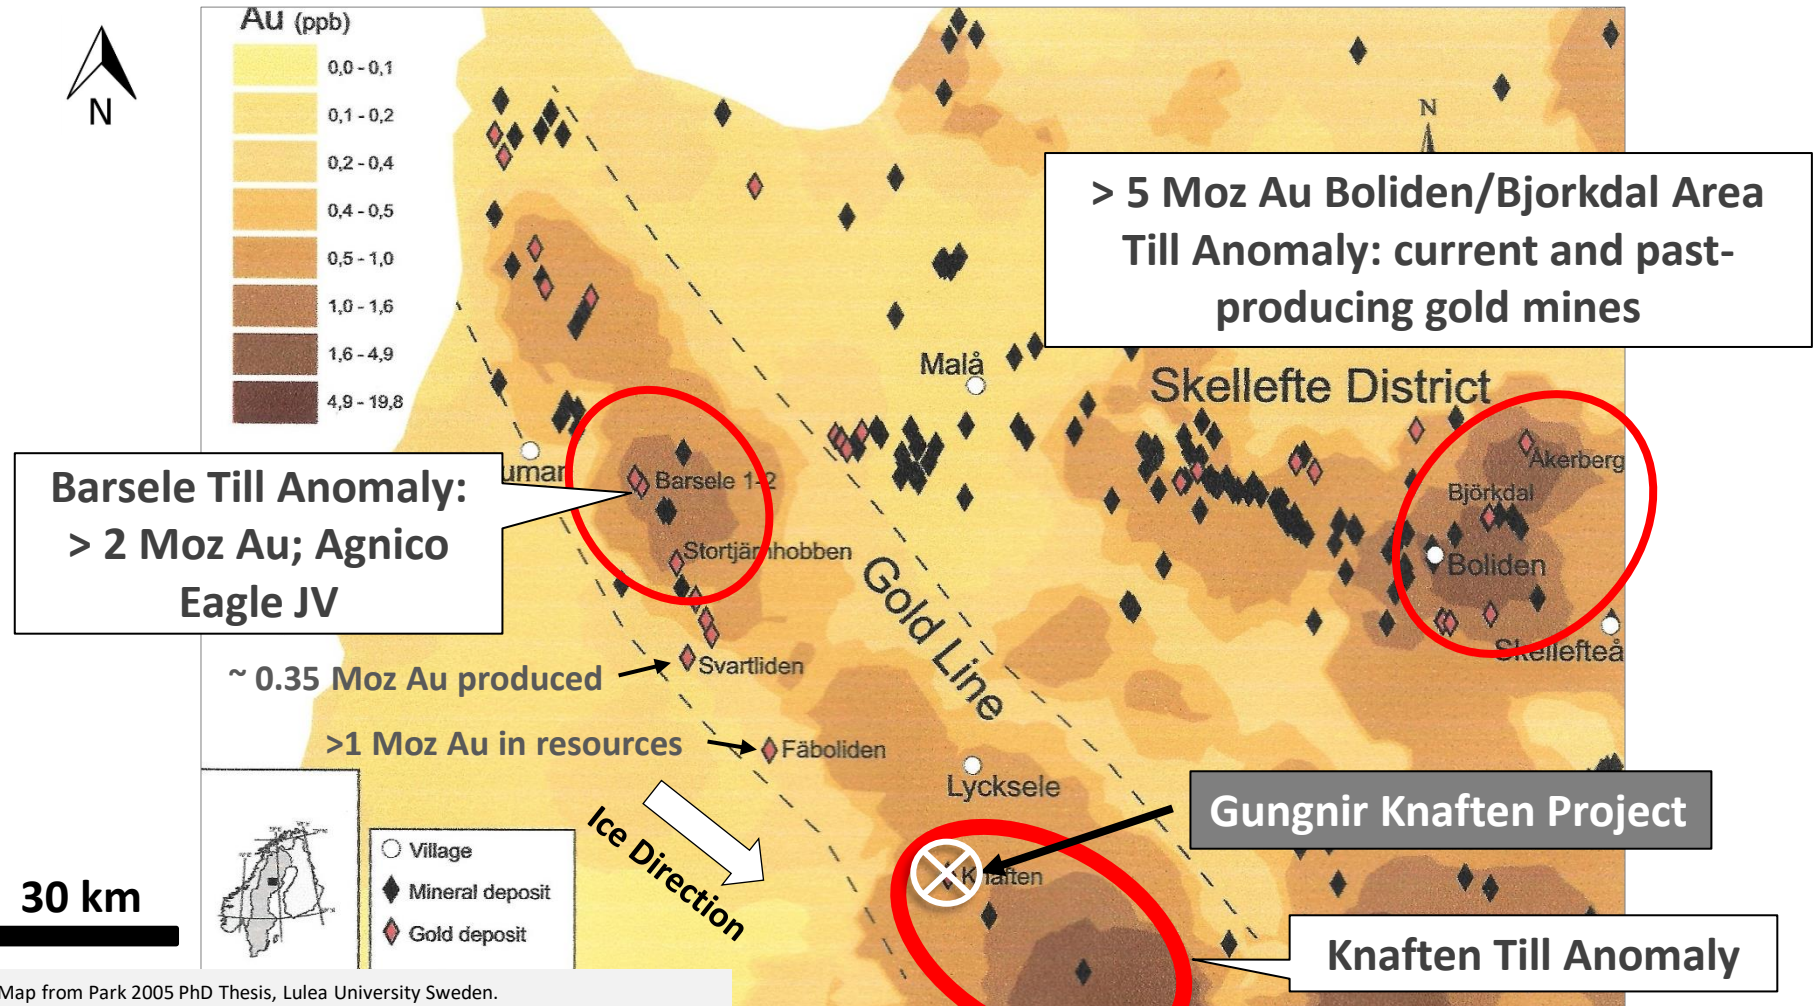 Au (ppb)
0,0 - 0,1
0,1 - 0,2
0,2 - 0,4
0,4 - 0,5
0,5 - 1,0
1,0 - 1,6
1,6 - 4,9
4,9 - 19,8
N
N
> 5 Moz Au Boliden/Bjorkdal Area
Till Anomaly: current and past-
producing gold mines
Malå
Skellefte District
Barsele Till Anomaly:
> 2 Moz Au; Agnico
Eagle JV
uman
Barsele 1-2
Stortjärnhobben
Åkerberg
Björkdal
Boliden
Skellefteå
Gold Line
~ 0.35 Moz Au produced
Svartliden
>1 Moz Au in resources
Fäboliden
Lycksele
Ice Direction
Gungnir Knaften Project
Knaften
Knaften Till Anomaly
Village
Mineral deposit
Gold deposit
30 km
Map from Park 2005 PhD Thesis, Lulea University Sweden.